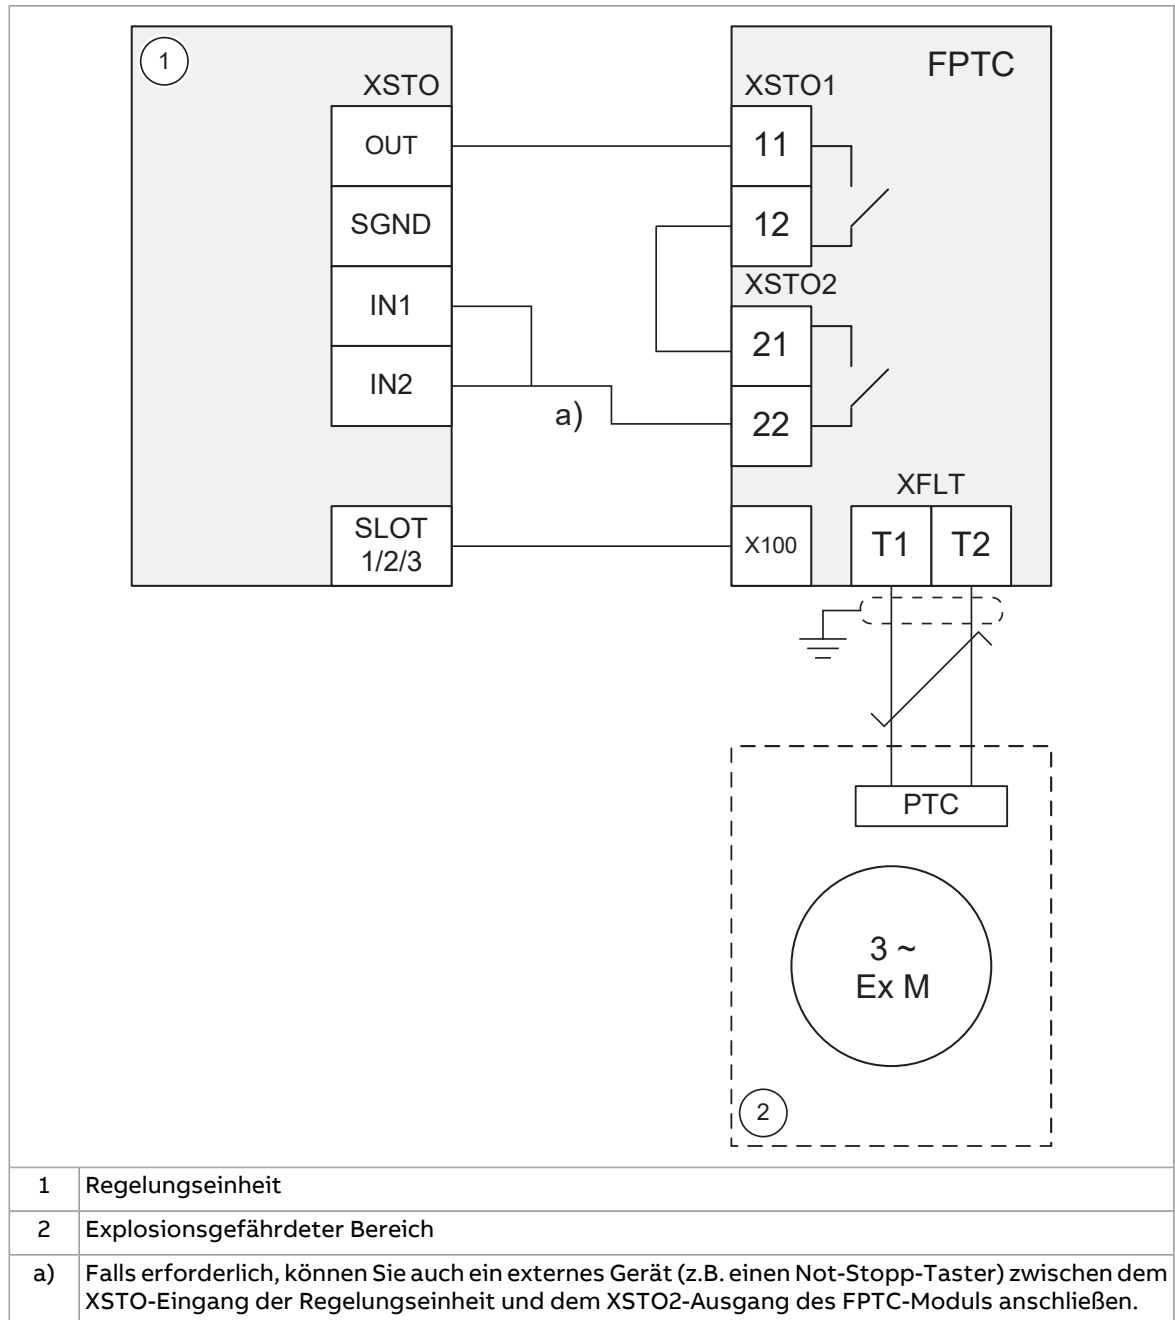 1
FPTC
XSTO
XSTO1
OUT
11
SGND
12
XSTO2
IN1
21
IN2
a)
22
XFLT
SLOT
1/2/3
X100
T1
T2
PTC
3 ~
Ex M
2
1 Regelungseinheit
2 Explosionsgefährdeter Bereich
a) Falls erforderlich, können Sie auch ein externes Gerät (z.B. einen Not-Stopp-Taster) zwischen dem
XSTO-Eingang der Regelungseinheit und dem XSTO2-Ausgang des FPTC-Moduls anschließen.